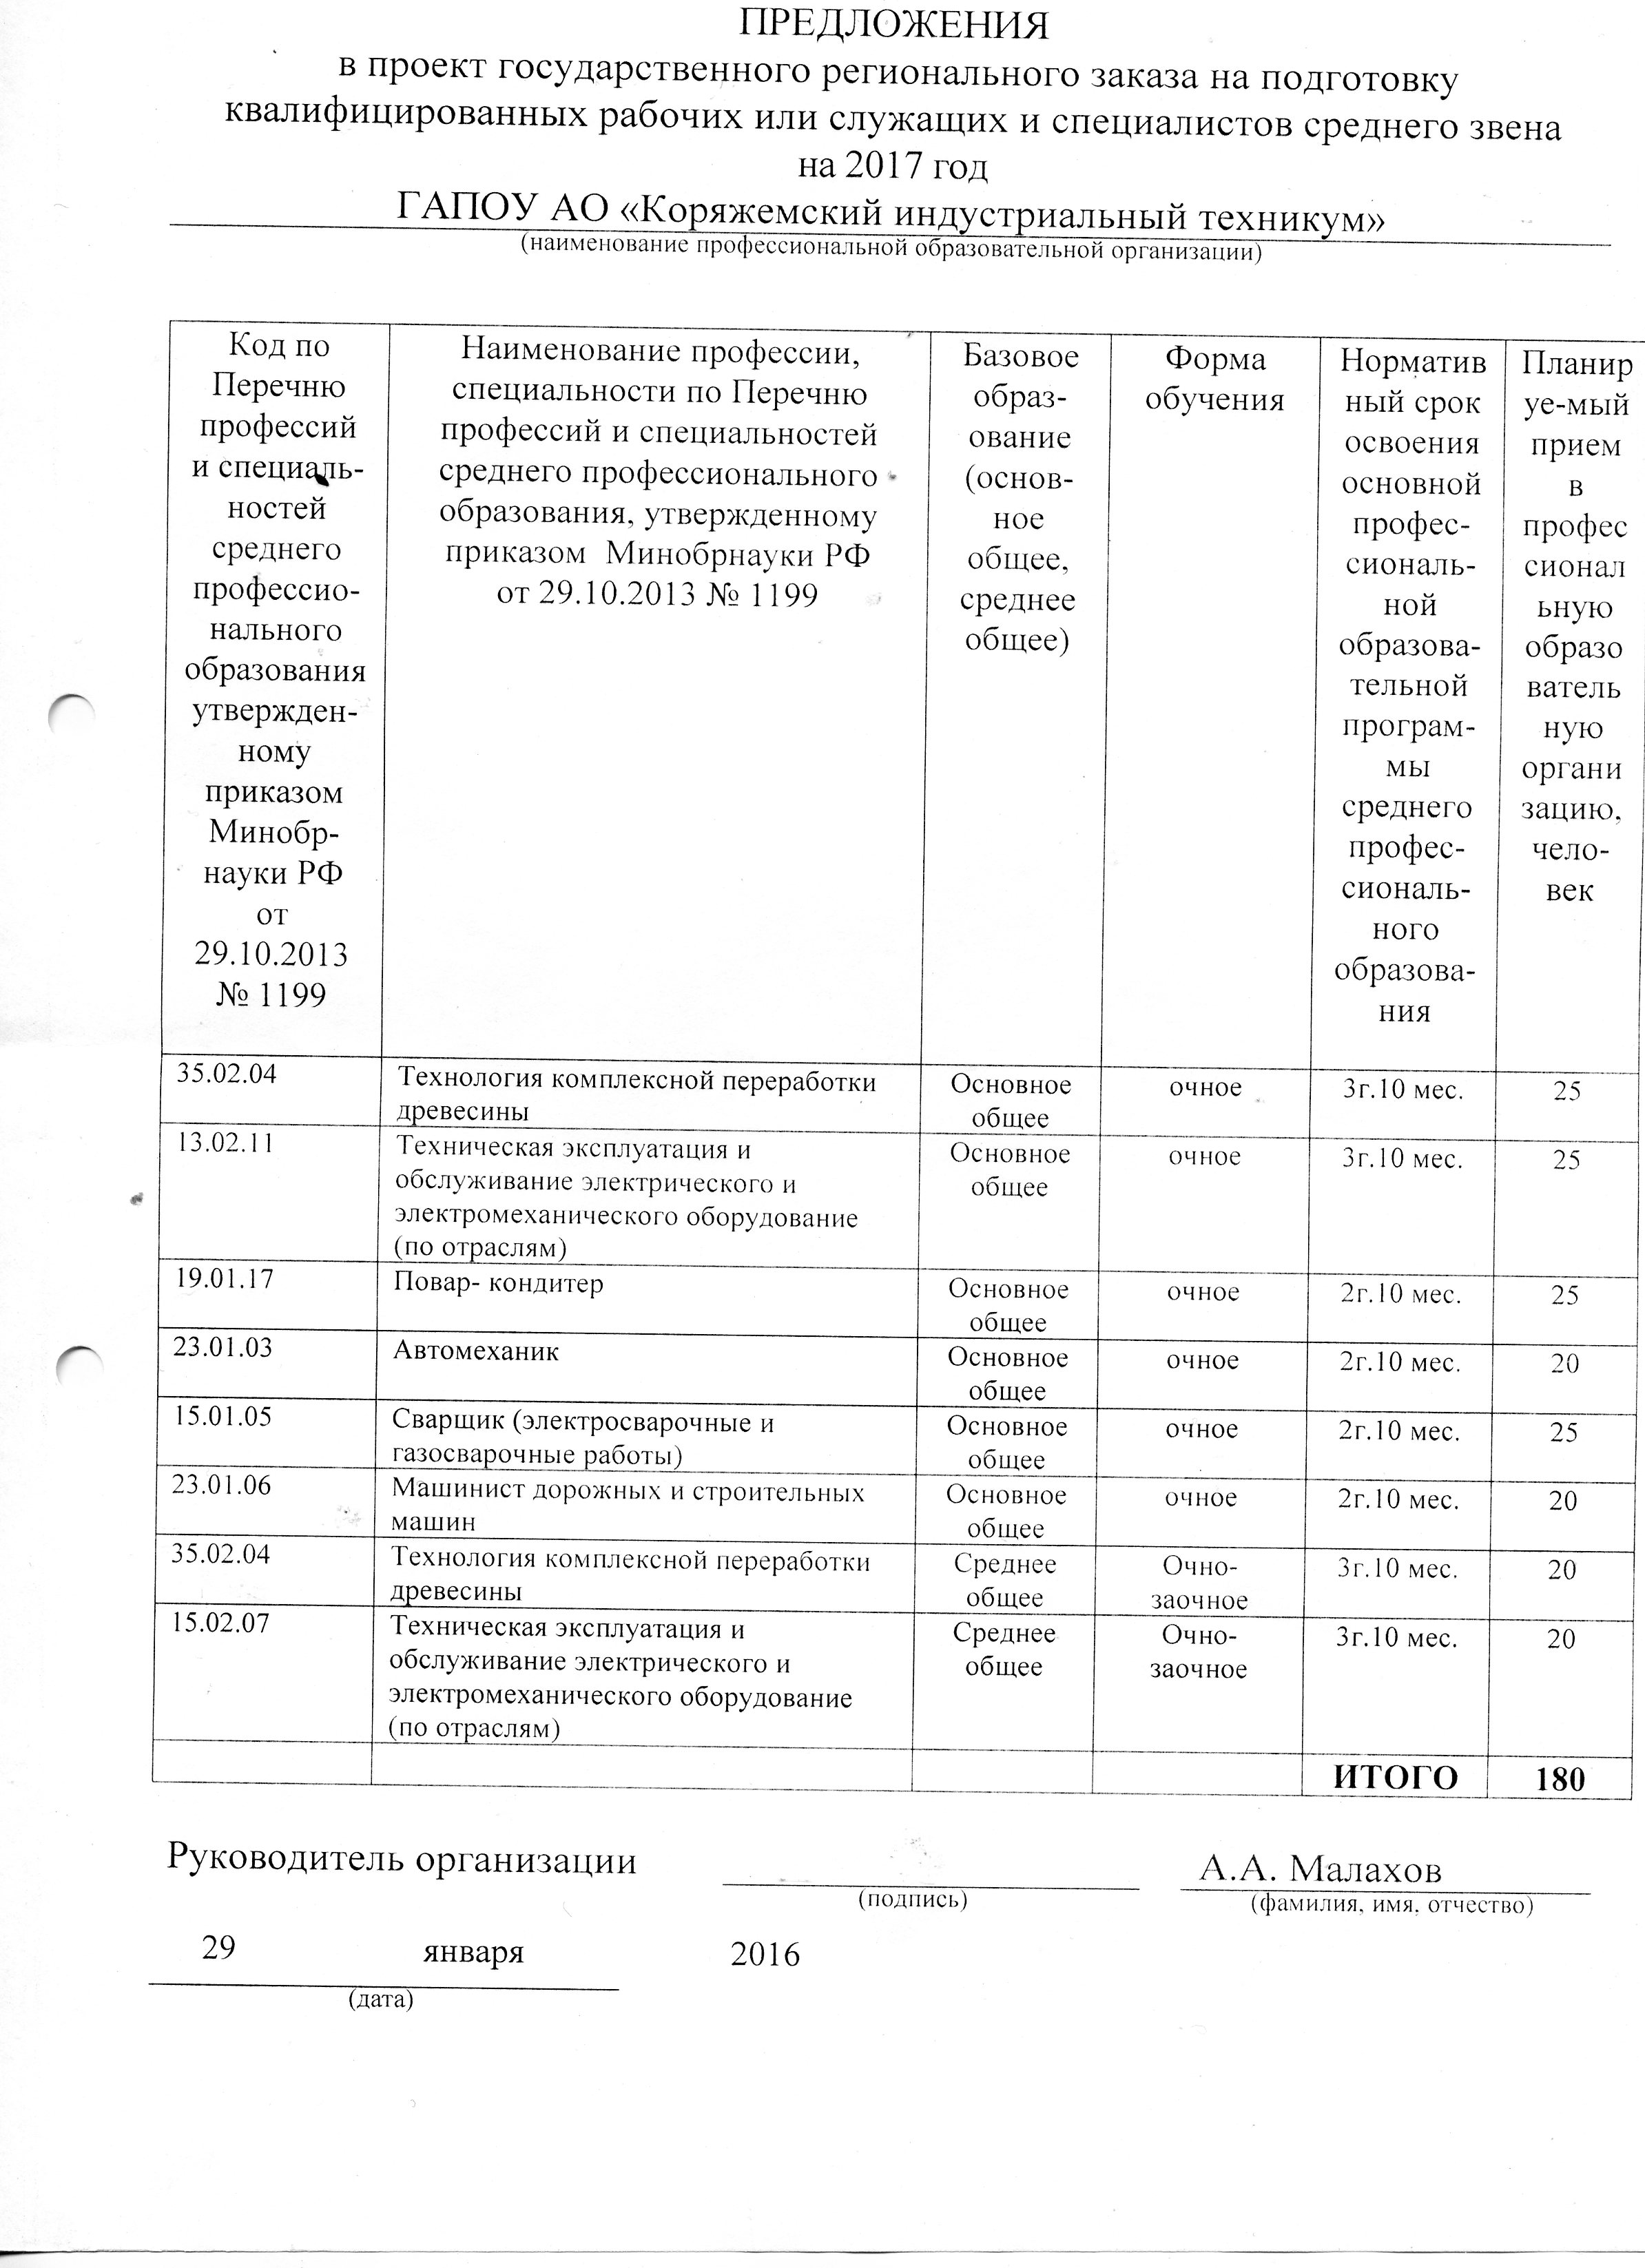 ПРЕДЛОЖЕНИЯ
в проект государственного регионального заказа на подготовку
квалифицированных рабочих или служащих и специалистов среднего звена
на 2017 год
ГАПОУ АО «Коряжемский индустриальный техникум»
(наименование профессиональной образовательной организации)
Код по
Перечню
профессий
и специаль-
ностей
среднего
профессио-
нального
образования
утвержден-
ному
приказом
Минобр-
науки РФ
от
29.10.2013
№ 1199
Наименование профессии,
специальности по Перечню
профессий и специальностей
среднего профессионального
образования, утвержденному
приказом Минобрнауки РФ
от 29.10.2013 № 1199
Базовое
образ-
ование
(основ-
ное
общее,
среднее
общее)
Форма
обучения
Норматив
ный срок
освоения
основной
профес-
сиональ-
ной
образова-
тельной
програм-
мы
среднего
профес-
сиональ-
ного
образова-
ния
Планир
уе-мый
прием
в
профес
сионал
ьную
образо
ватель
ную
органи
зацию,
чело-
век
35.02.04
Технология комплексной переработки
древесины
Основное
общее
очное
3г.10 мес.
25
13.02.11
Техническая эксплуатация и
обслуживание электрического и
электромеханического оборудование
(по отраслям)
Основное
общее
очное
3г.10 мес.
25
19.01.17
Повар- кондитер
Основное
общее
очное
2г.10 мес.
25
23.01.03
Автомеханик
Основное
общее
очное
2г.10 мес.
20
15.01.05
Сварщик (электросварочные и
газосварочные работы)
Основное
общее
очное
2г.10 мес.
25
23.01.06
Машинист дорожных и строительных
машин
Основное
общее
очное
2г.10 мес.
20
35.02.04
Технология комплексной переработки
древесины
Среднее
общее
Очно-
заочное
3г.10 мес.
20
15.02.07
Техническая эксплуатация и
обслуживание электрического и
электромеханического оборудование
(по отраслям)
Среднее
общее
Очно-
заочное
3г.10 мес.
20
ИТОГО
180
Руководитель организации
А.А. Малахов
(подпись)
(фамилия, имя, отчество)
29 января 2016
(дата)